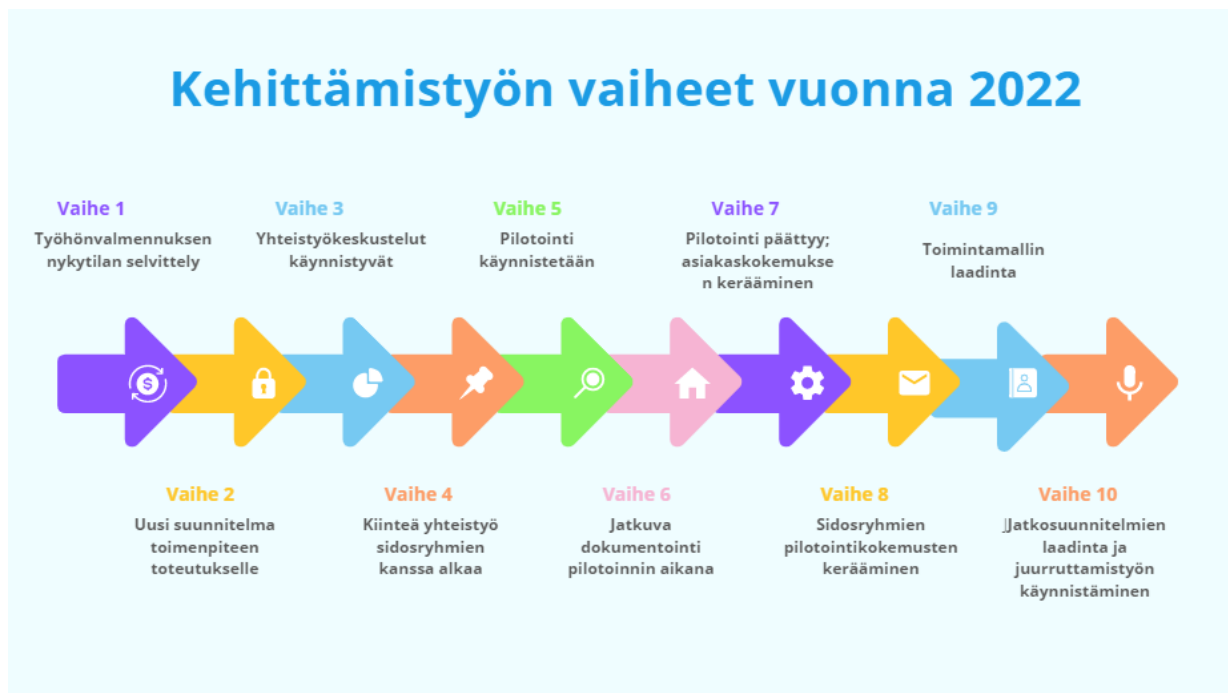 Kehittämistyön vaiheet vuonna 2022
Vaihe 1
Työhönvalmennuksen
nykytilan selvittely
Vaihe 3
Yhteistyökeskustelut
käynnistyvät
Vaihe 5
Pilotointi
käynnistetään
Vaihe 7
Pilotointi päättyy;
asiakaskokemukse
n kerääminen
Vaihe 9
Toimintamallin
laadinta
$
Vaihe 2
Uusi suunnitelma
toimenpiteen
toteutukselle
Vaihe 4
Kiinteä yhteistyö
sidosryhmien
kanssa alkaa
Vaihe 6
Jatkuva
dokumentointi
pilotoinnin aikana
Vaihe 8
Sidosryhmien
pilotointikokemusten
kerääminen
Vaihe 10
Jatkosuunnitelmien
laadinta ja
juurruttamistyön
käynnistäminen